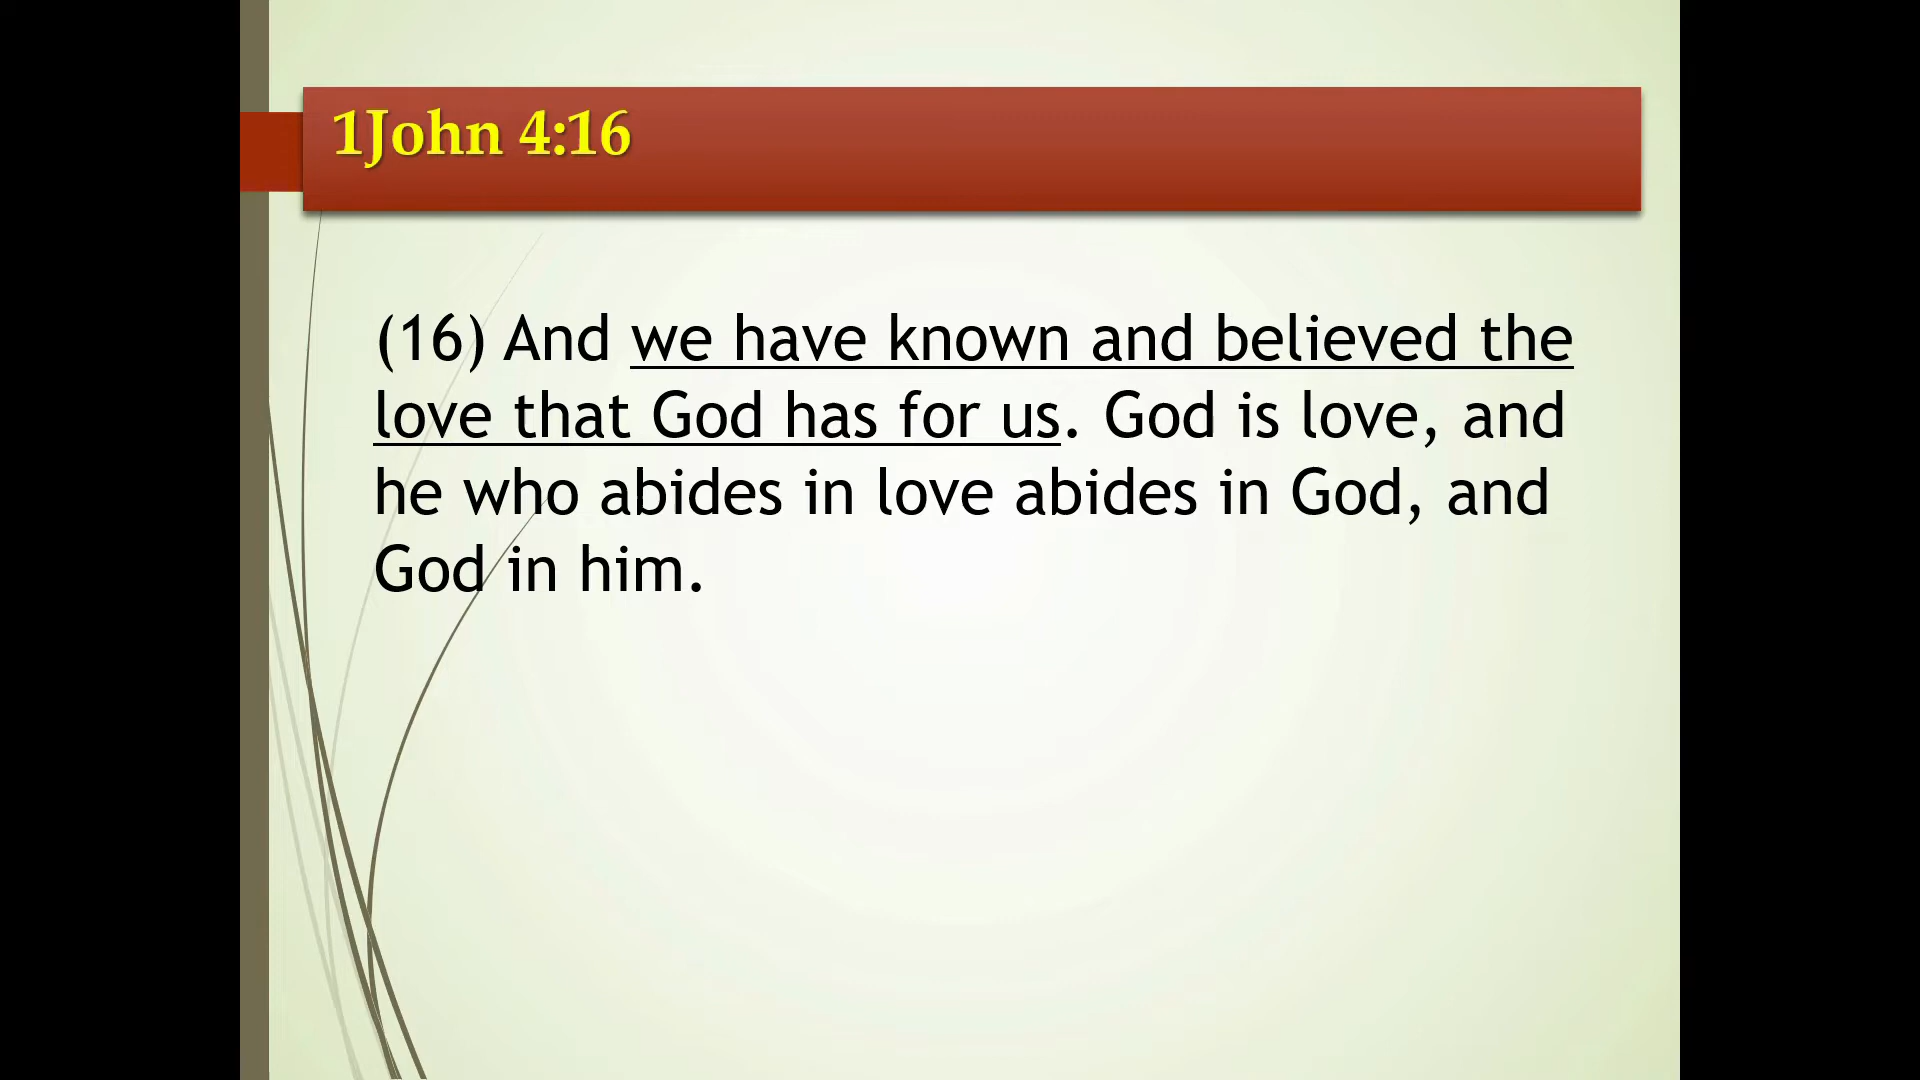 1John 4:16
(16) And we have known and believed the
love that God has for us. God is love, and
he who abides in love abides in God, and
God in him.